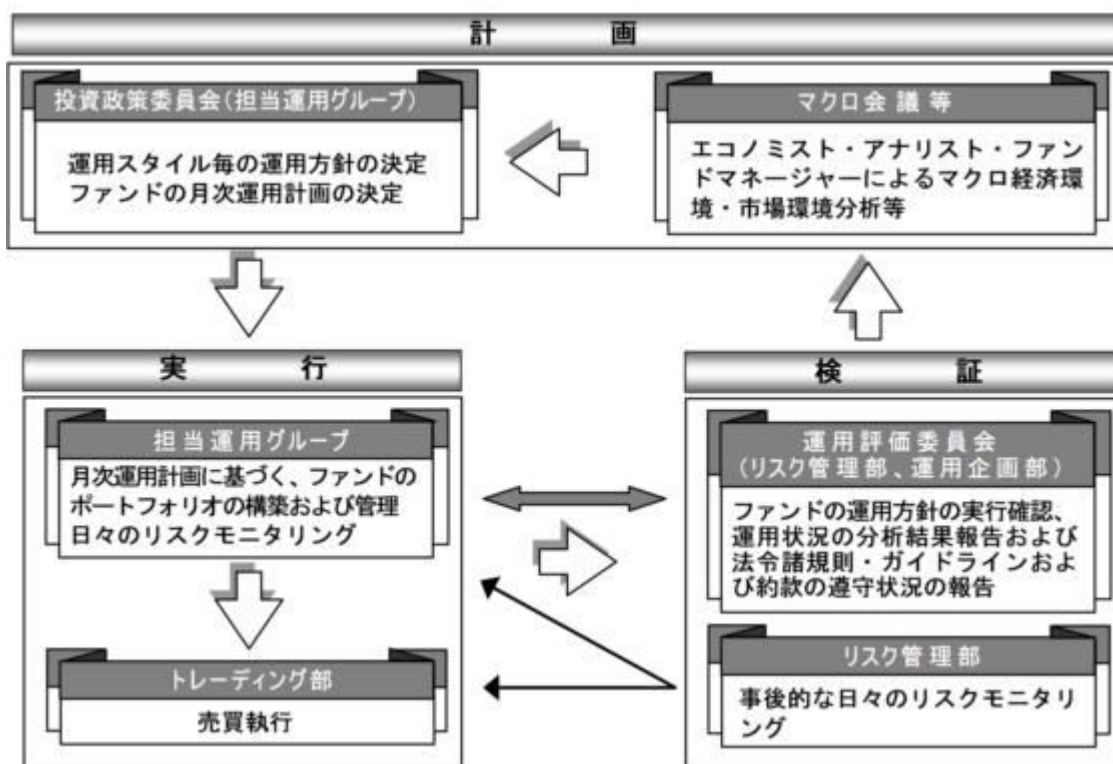 計 画
投資政策委員会(担当運用グループ)
運用スタイル毎の運用方針の決定
ファンドの月次運用計画の決定
マクロ会議等
エコノミスト・アナリスト・ファン
ドマネージャーによるマクロ経済環
境・市場環境分析等
実 行
担当運用グループ
月次運用計画に基づく、ファンドの
ポートフォリオの構築および管理
日々のリスクモニタリング
トレーディング部
売買執行
検 証
運用評価委員会
(リスク管理部、運用企画部)
ファンドの運用方針の実行確認、
運用状況の分析結果報告および
法令諸規則・ガイドラインおよ
び約款の遵守状況の報告
リスク管理部
事後的な日々のリスクモニタリ
ング